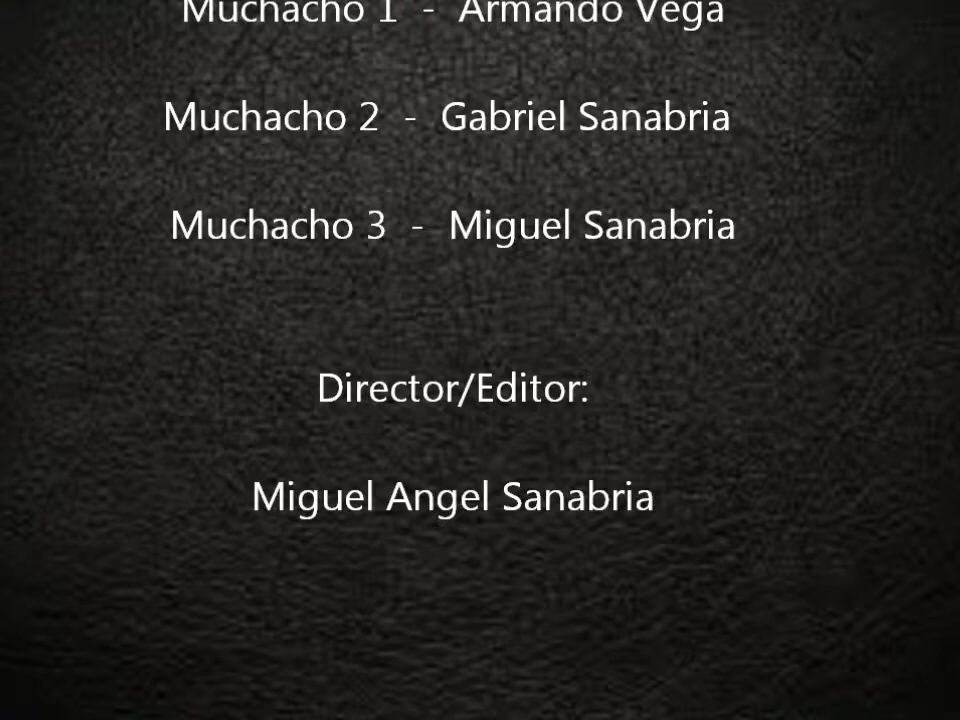 Muchacho 1 - Armando Vega
Muchacho 2 - Gabriel Sanabria
Muchacho 3 - Miguel Sanabria
Director/Editor:
Miguel Angel Sanabria